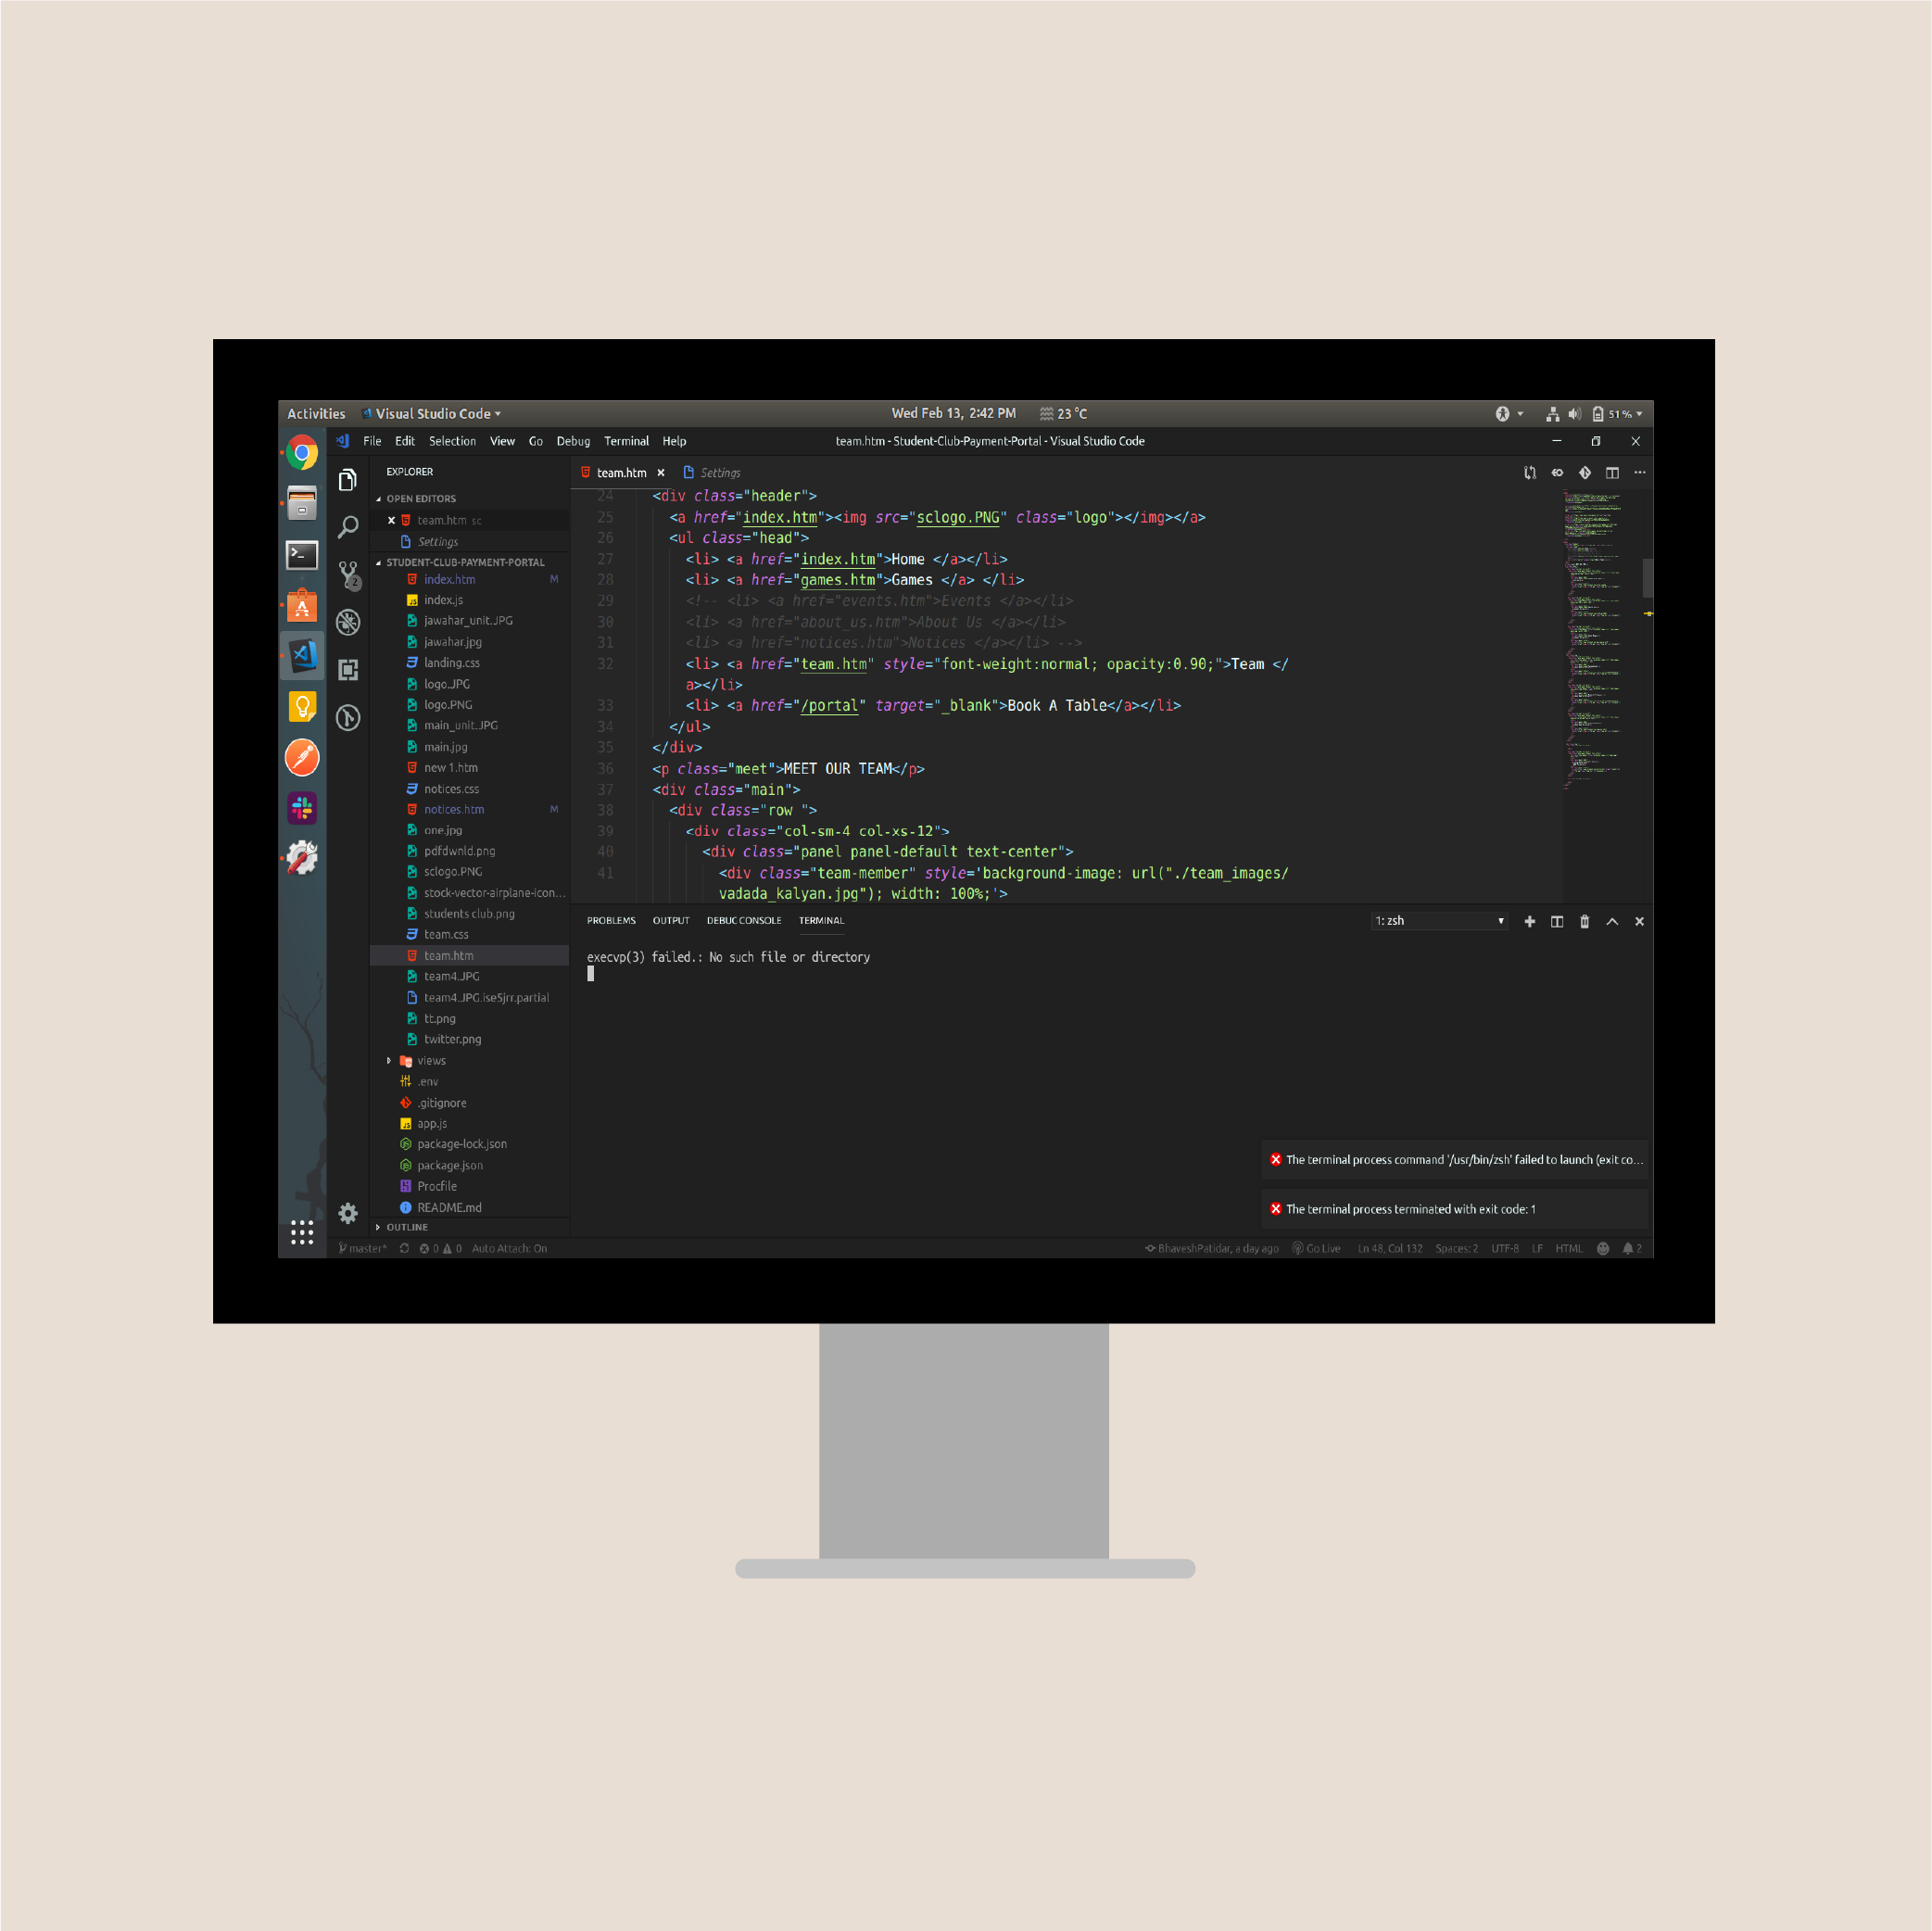 Activities Visual Studio Code Wed Feb 13, 2:42 PM 23 °C 51 %
File Edit Selection View Go Debug Terminal Help team.htm - Student-Club-Payment-Portal - Visual Studio Code
EXPLORER
OPEN EDITORS
team.htm sc
Settings
STUDENT-CLUB-PAYMENT-PORTAL
index.htm M
index.js
jawahar_unit.JPG
jawahar.jpg
landing.css
logo.JPG
logo.PNG
main_unit.JPG
main.jpg
new 1.htm
notices.css
notices.htm M
one.jpg
pdfdwnld.png
sclogo.PNG
stock-vector-airplane-icon...
students club.png
team.css
team.htm
team4.JPG
team4.JPG.ise5jrr.partial
tt.png
twitter.png
views
.env
.gitignore
app.js
package-lock.json
package.json
Procfile
README.md
OUTLINE
2
team.htm Settings
24 <div class="header">
25 <a href="index.htm"><img src="sclogo.PNG" class="logo"></img></a>
26 <ul class="head">
27 <li> <a href="index.htm">Home </a></li>
28 <li> <a href="games.htm">Games </a> </li>
29 <!-- <li> <a href="events.htm">Events </a></li>
30 <li> <a href="about_us.htm">About Us </a></li>
31 <li> <a href="notices.htm">Notices </a></li> -->
32 <li> <a href="team.htm" style="font-weight:normal; opacity:0.90;">Team </
a></li>
33 <li> <a href="/portal" target="_blank">Book A Table</a></li>
34 </ul>
35 </div>
36 <p class="meet">MEET OUR TEAM</p>
37 <div class="main">
38 <div class="row ">
39 <div class="col-sm-4 col-xs-12">
40 <div class="panel panel-default text-center">
41 <div class="team-member" style='background-image: url("./team_images/
vadada_kalyan.jpg"); width: 100%;'>
PROBLEMS OUTPUT DEBUG CONSOLE TERMINAL 1: zsh
execvp(3) failed.: No such file or directory
The terminal process command '/usr/bin/zsh' failed to launch (exit co...
The terminal process terminated with exit code: 1
master* 0 0 Auto Attach: On BhaveshPatidar, a day ago Go Live Ln 48, Col 132 Spaces: 2 UTF-8 LF HTML 2